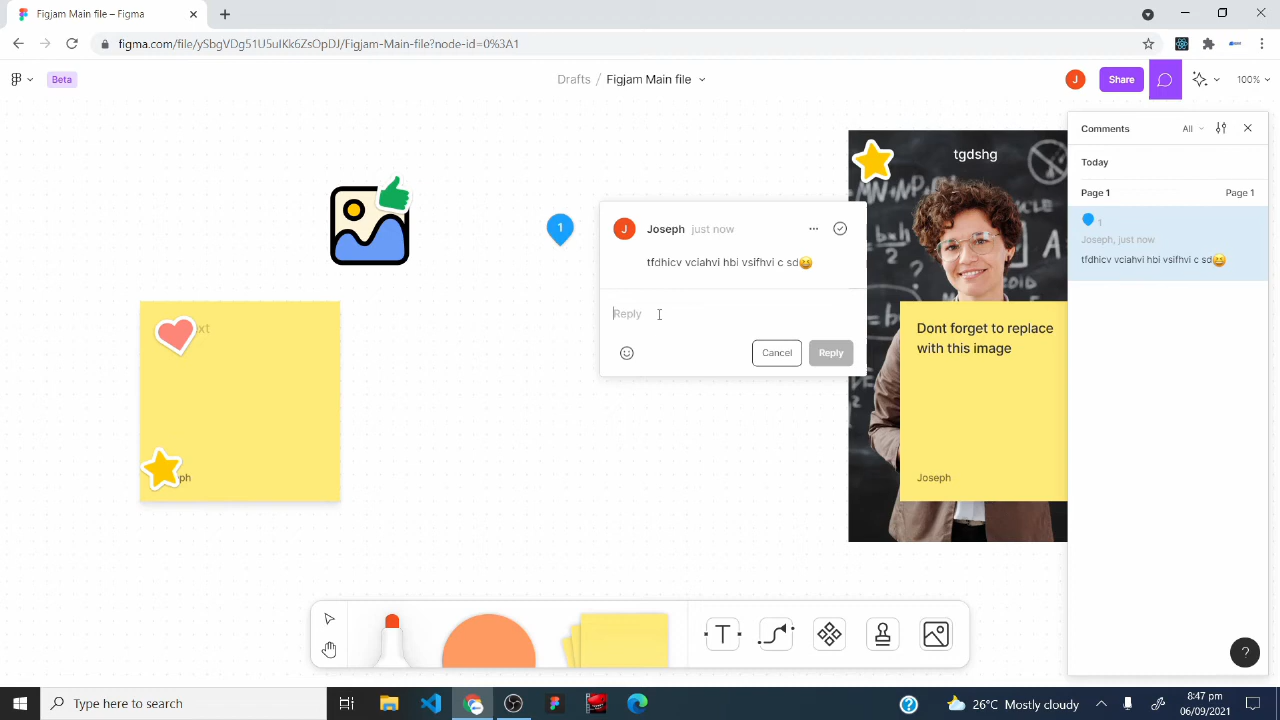 Figjam Main file – Figma
figma.com/file/ySbgVDg51U5uIKk6ZsOpDJ/Figjam-Main-file?node-id=0%3A1
Beta
Drafts / Figjam Main file
J
Share
100%
Comments
All
Today
Page 1
Page 1
1
Joseph, just now
tfdhicv vciahvi hbi vsifhvi c sd😆
tgdshg
1
J
Joseph just now
tfdhicv vciahvi hbi vsifhvi c sd😆
Reply
Cancel
Reply
ext
ph
Dont forget to replace
with this image
Joseph
T
?
Type here to search
26°C Mostly cloudy
8:47 pm
06/09/2021